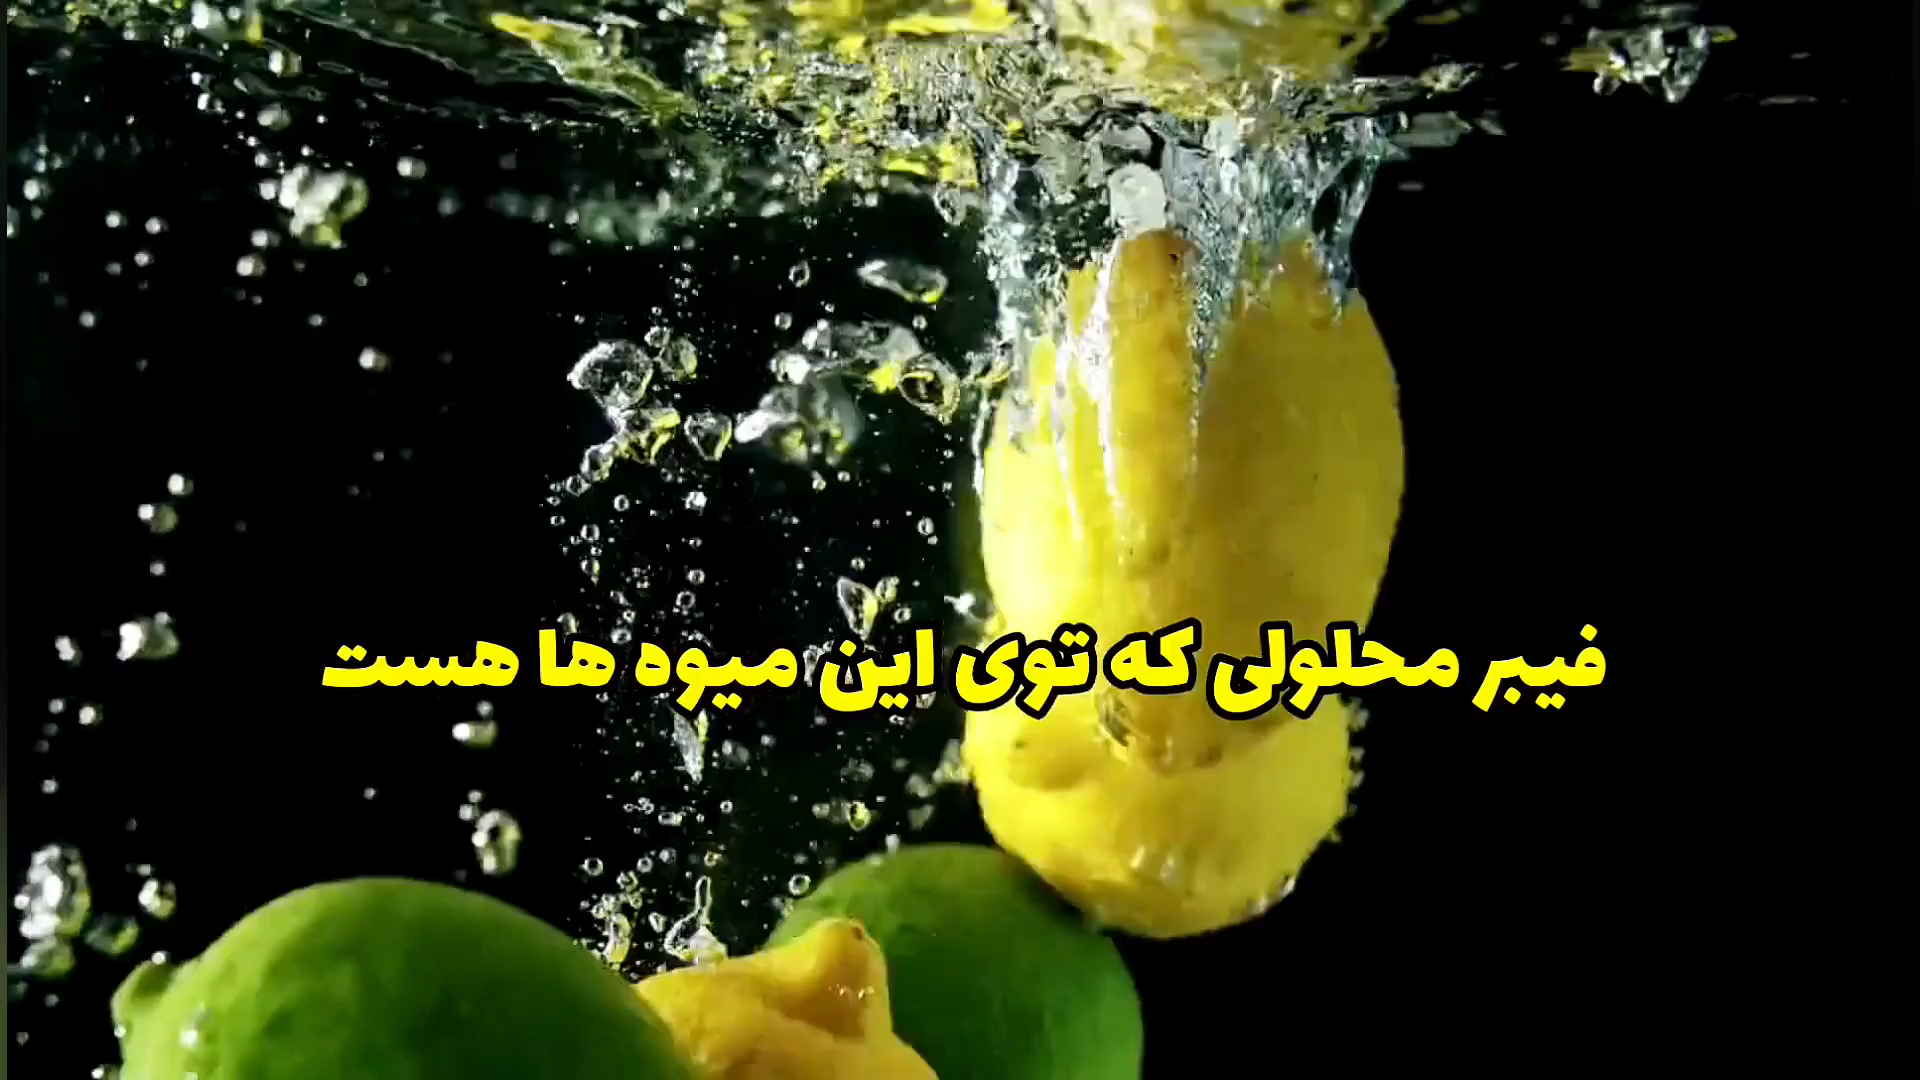 فیبر محلولی که توی این میوه ها هست